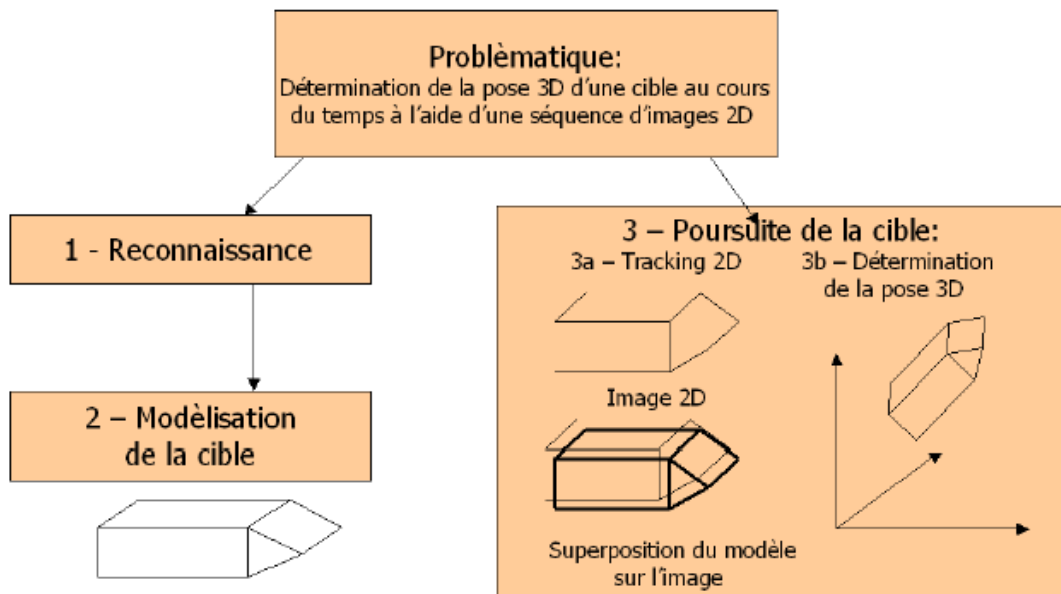 Problèmatique:
Détermination de la pose 3D d'une cible au cours
du temps à l'aide d'une séquence d'images 2D
1 - Reconnaissance
2 – Modèlisation
de la cible
3 – Poursuite de la cible:
3a – Tracking 2D
3b – Détermination
de la pose 3D
Image 2D
Superposition du modèle
sur l'image